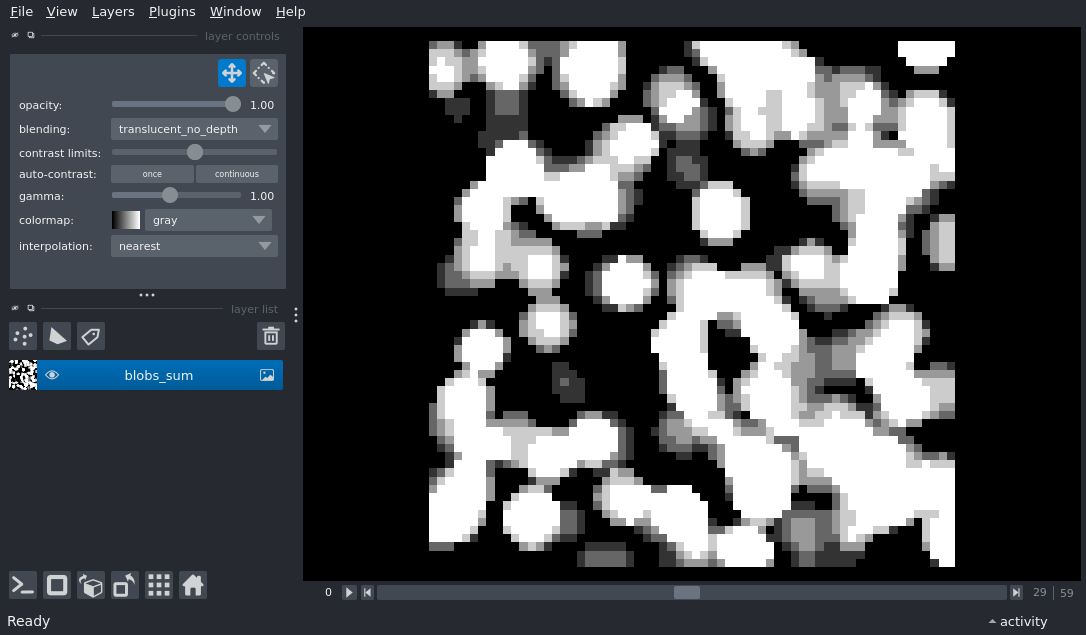 File View Layers Plugins Window Help
layer controls
opacity: 1.00
blending: translucent_no_depth
contrast limits:
auto-contrast: once continuous
gamma: 1.00
colormap: gray
interpolation: nearest
layer list
blobs_sum
0 29 59
Ready activity